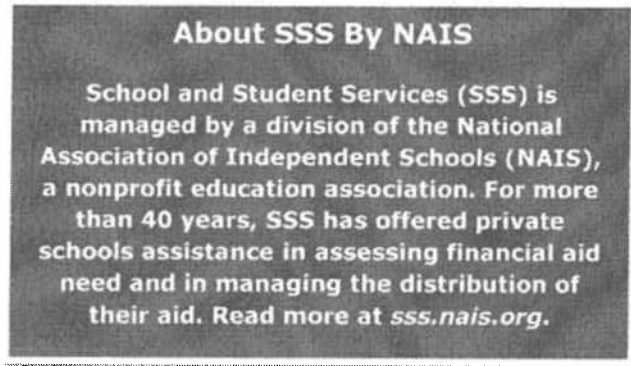 About SSS By NAIS
School and Student Services (SSS) is
managed by a division of the National
Association of Independent Schools (NAIS),
a nonprofit education association. For more
than 40 years, SSS has offered private
schools assistance in assessing financial aid
need and in managing the distribution of
their aid. Read more at sss.nais.org.